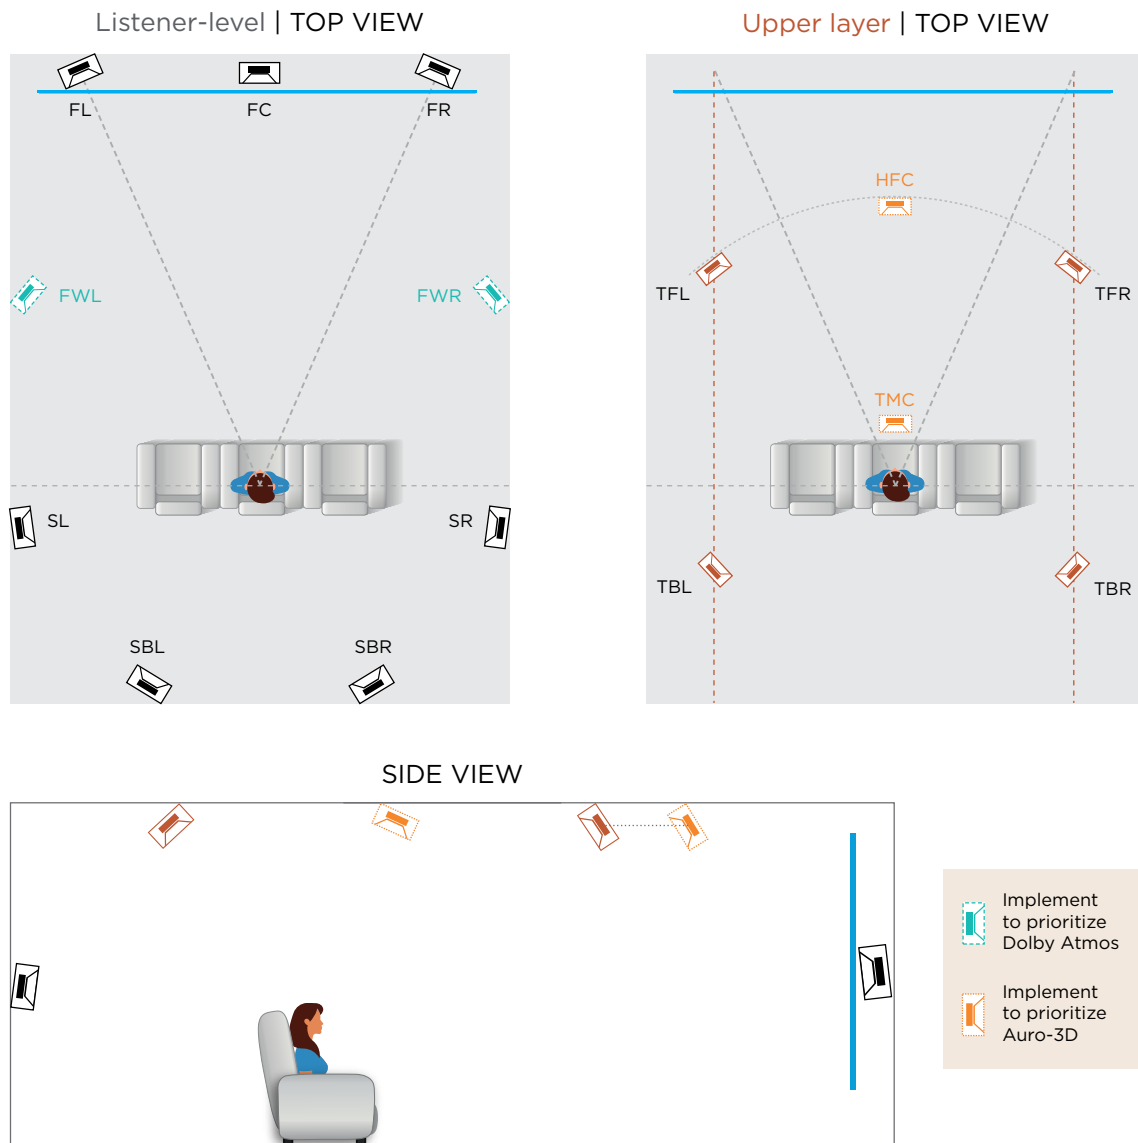 Listener-level | TOP VIEW
FL
FC
FR
FWL
FWR
SL
SR
SBL
SBR
Upper layer | TOP VIEW
HFC
TFL
TFR
TMC
TBL
TBR
SIDE VIEW
Implement
to prioritize
Dolby Atmos
Implement
to prioritize
Auro-3D